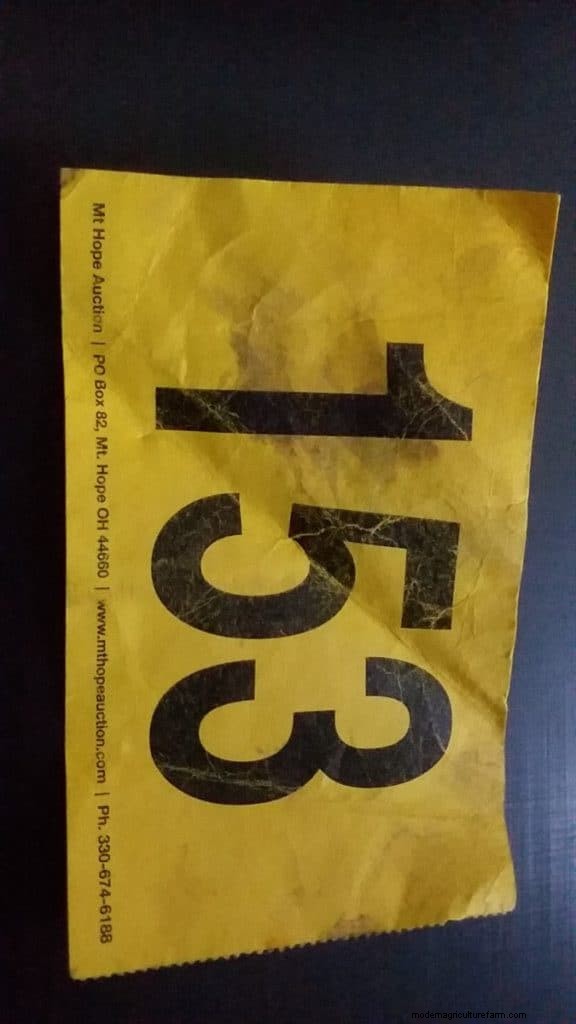 153
Mt Hope Auction | PO Box 82, Mt. Hope OH 44660 | www.mthopeauction.com | Ph. 330-674-6188
modernagriculturefarm.com